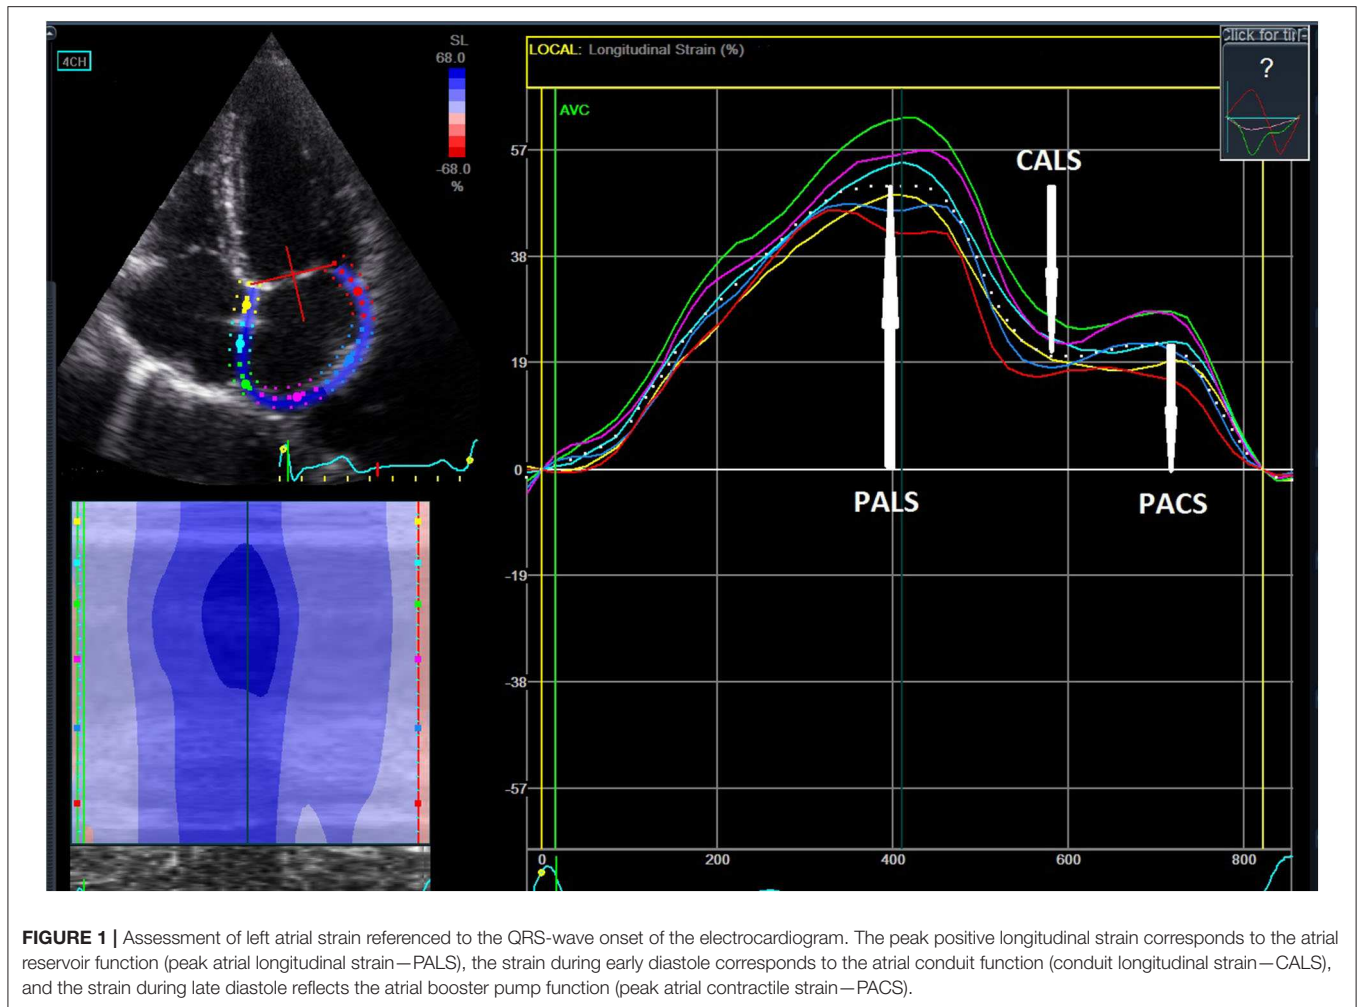 4CH
SL
68.0
-68.0
%
LOCAL: Longitudinal Strain (%)
?
AVC
57
38
19
0
-19
-38
-57
CALS
PALS
PACS
0 200 400 600 800
FIGURE 1 | Assessment of left atrial strain referenced to the QRS-wave onset of the electrocardiogram. The peak positive longitudinal strain corresponds to the atrial
reservoir function (peak atrial longitudinal strain—PALS), the strain during early diastole corresponds to the atrial conduit function (conduit longitudinal strain—CALS),
and the strain during late diastole reflects the atrial booster pump function (peak atrial contractile strain—PACS).